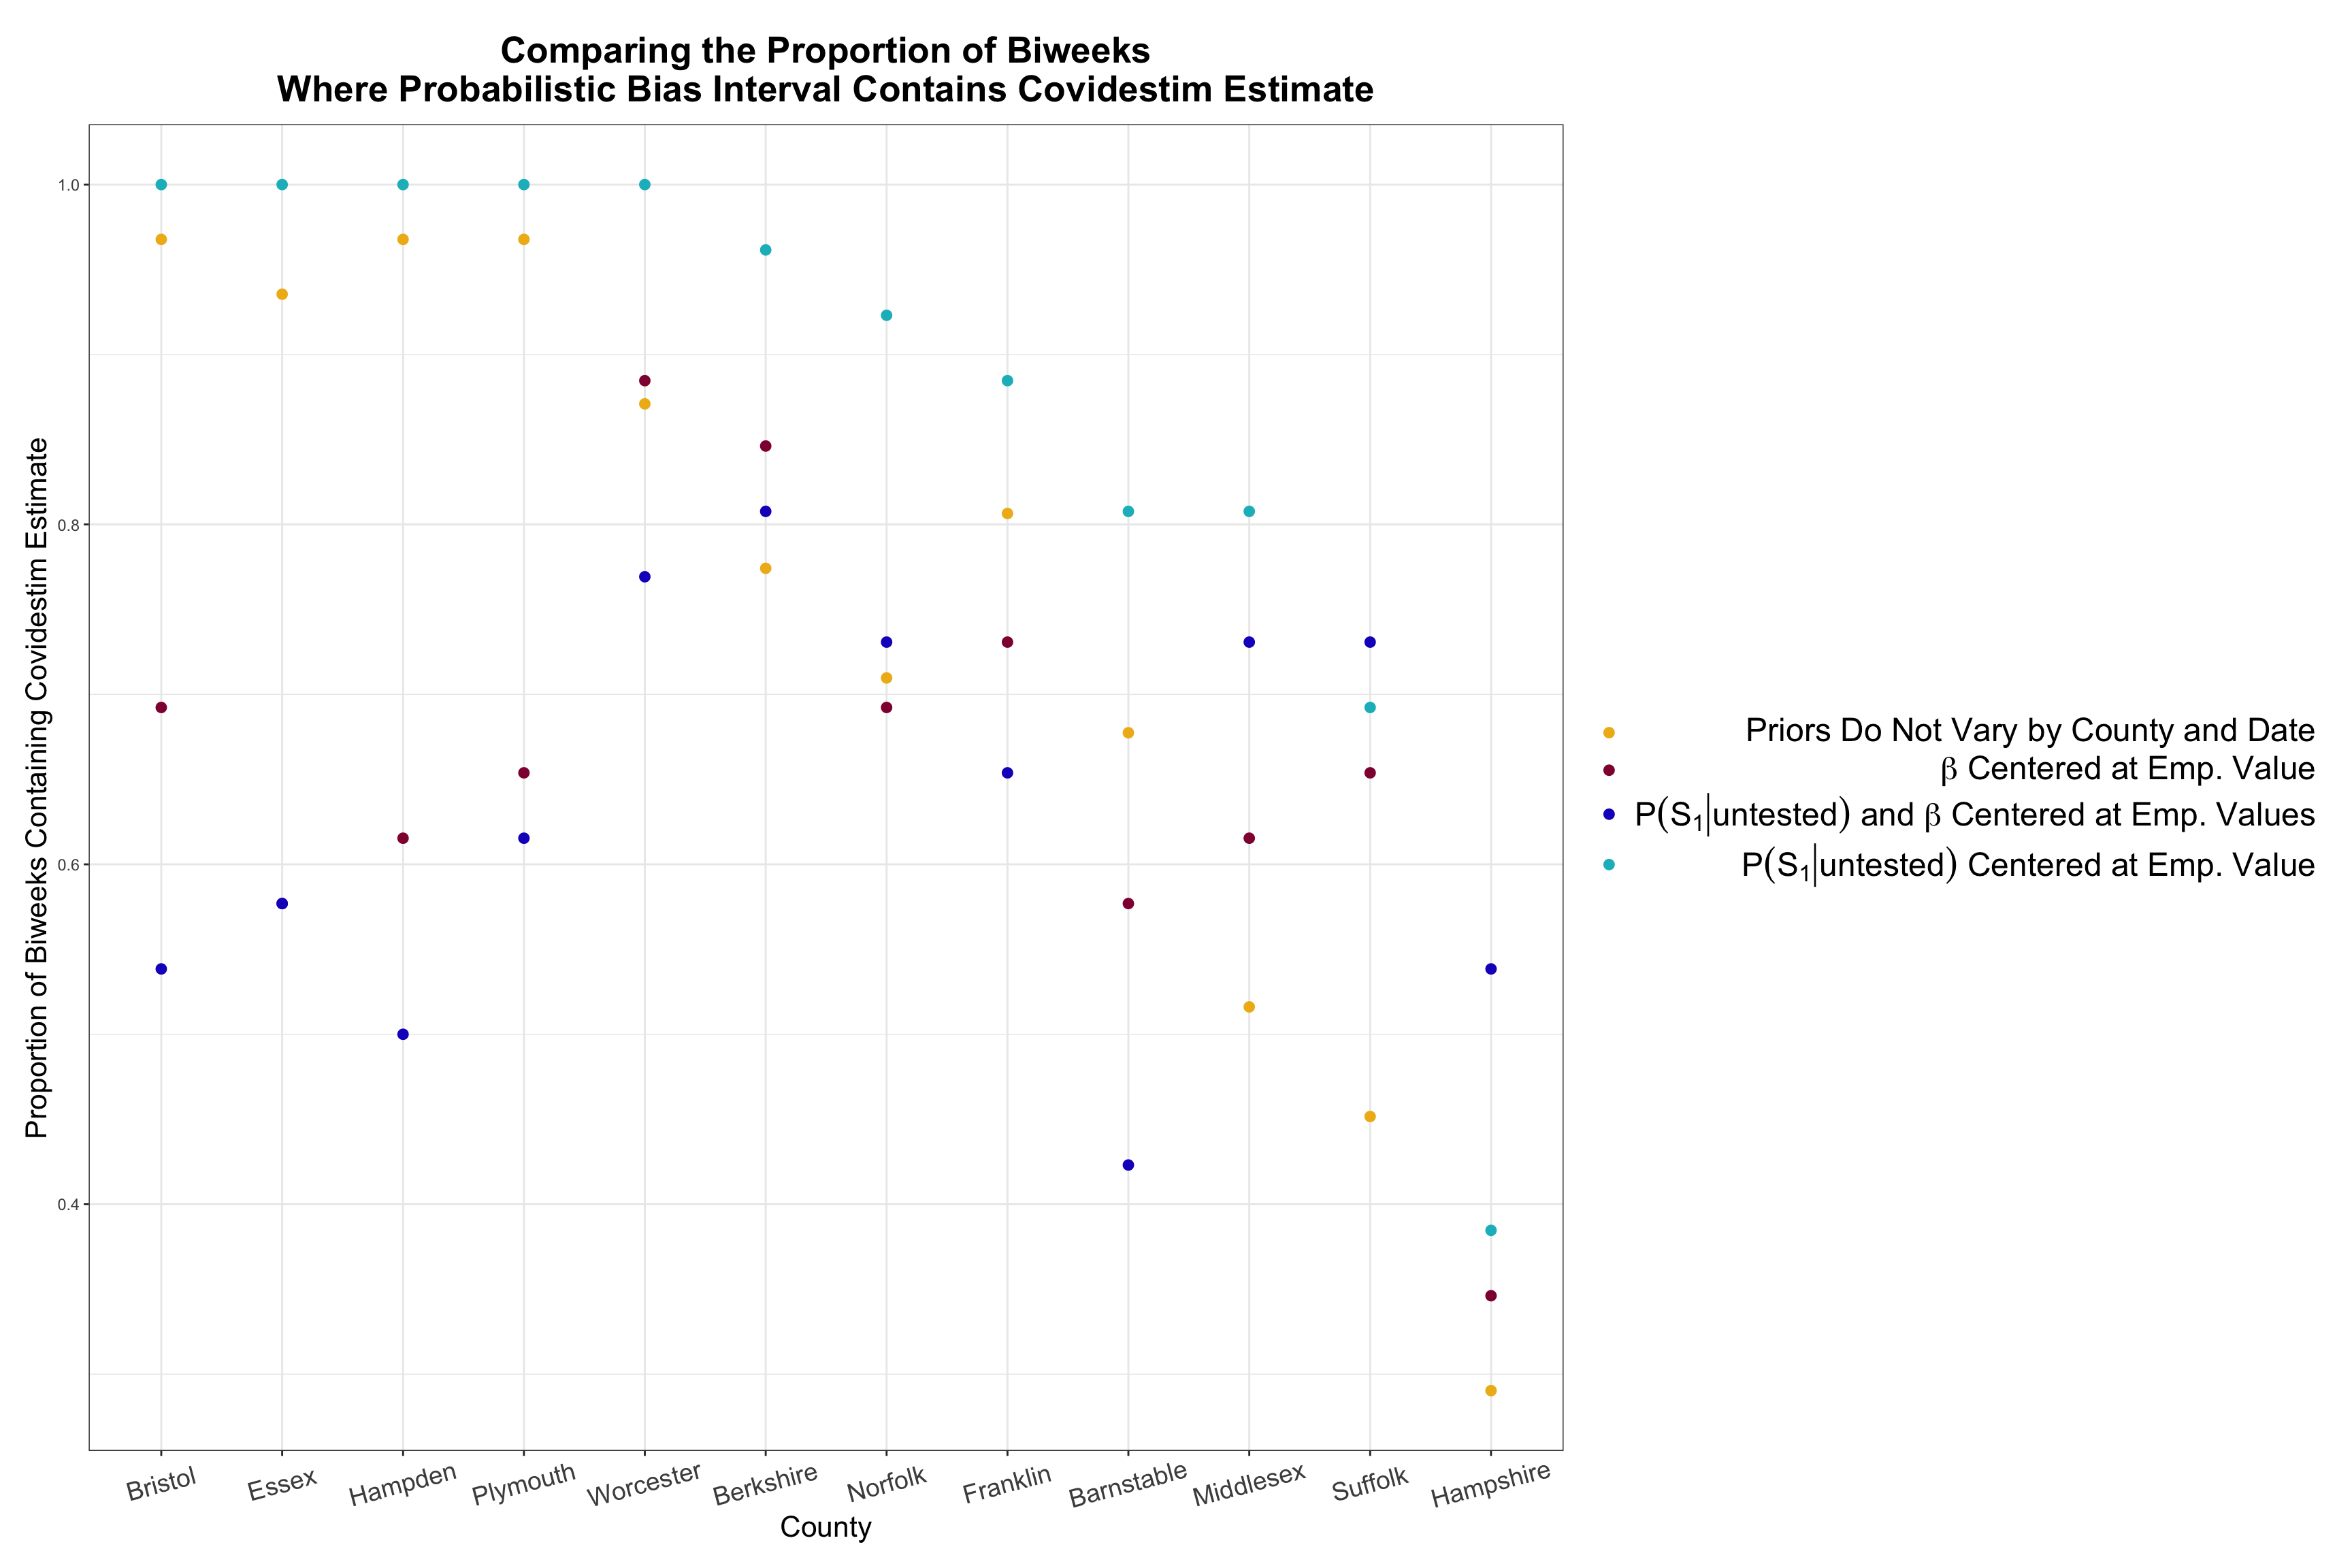 Comparing the Proportion of Biweeks
Where Probabilistic Bias Interval Contains Covidestim Estimate
Proportion of Biweeks Containing Covidestim Estimate
1.0
0.8
0.6
0.4
Bristol
Essex
Hampden
Plymouth
Worcester
Berkshire
Norfolk
Franklin
Barnstable
Middlesex
Suffolk
Hampshire
County
Priors Do Not Vary by County and Date
β Centered at Emp. Value
P(S₁|untested) and β Centered at Emp. Values
P(S₁|untested) Centered at Emp. Value